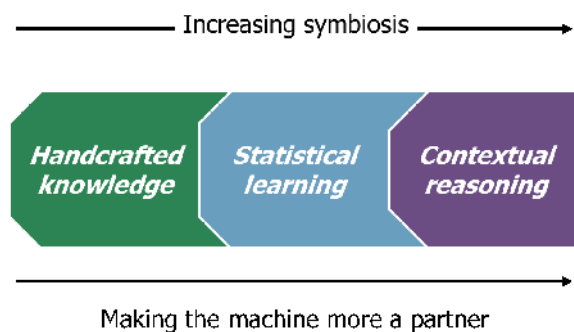 Increasing symbiosis
Handcrafted
knowledge
Statistical
learning
Contextual
reasoning
Making the machine more a partner